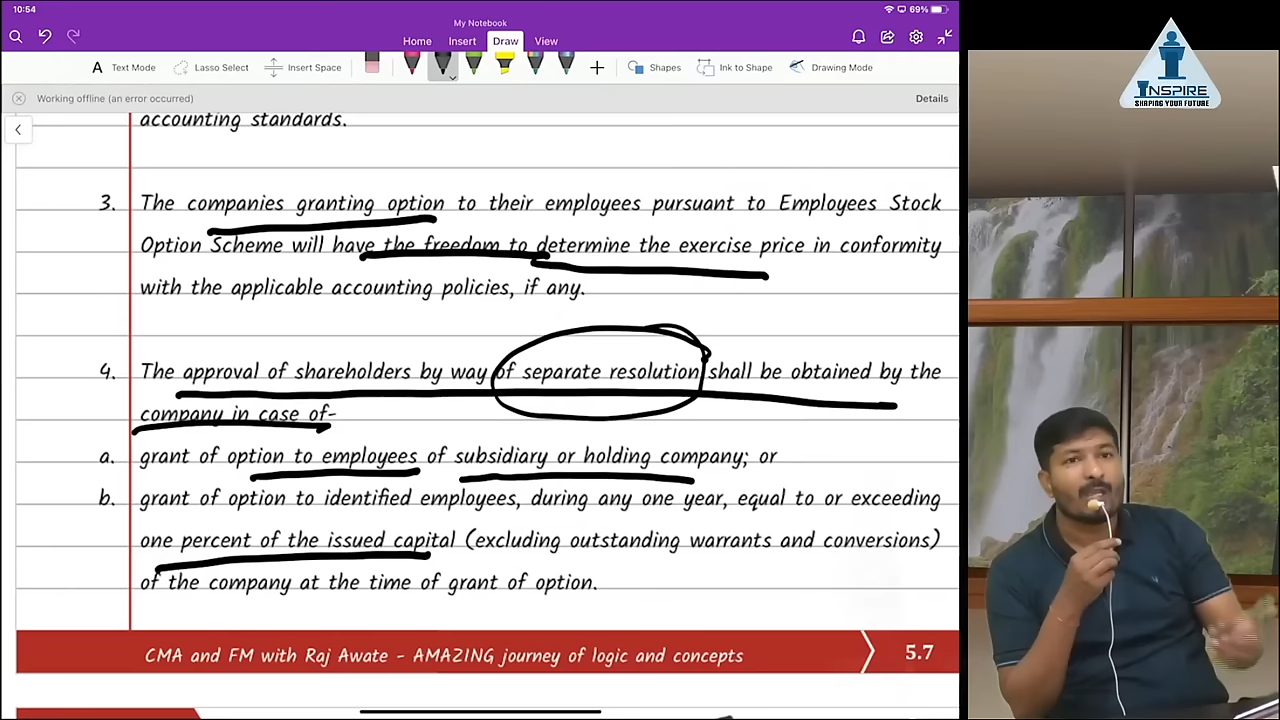 10:54
69%
My Notebook
Home Insert Draw View
Text Mode Lasso Select Insert Space Shapes Ink to Shape Drawing Mode
Working offline (an error occurred) Details
accounting standards.
3. The companies granting option to their employees pursuant to Employees Stock
Option Scheme will have the freedom to determine the exercise price in conformity
with the applicable accounting policies, if any.
4. The approval of shareholders by way of separate resolution shall be obtained by the
company in case of-
a. grant of option to employees of subsidiary or holding company; or
b. grant of option to identified employees, during any one year, equal to or exceeding
one percent of the issued capital (excluding outstanding warrants and conversions)
of the company at the time of grant of option.
CMA and FM with Raj Awate - AMAZING journey of logic and concepts 5.7
INSPIRE
SHAPING YOUR FUTURE